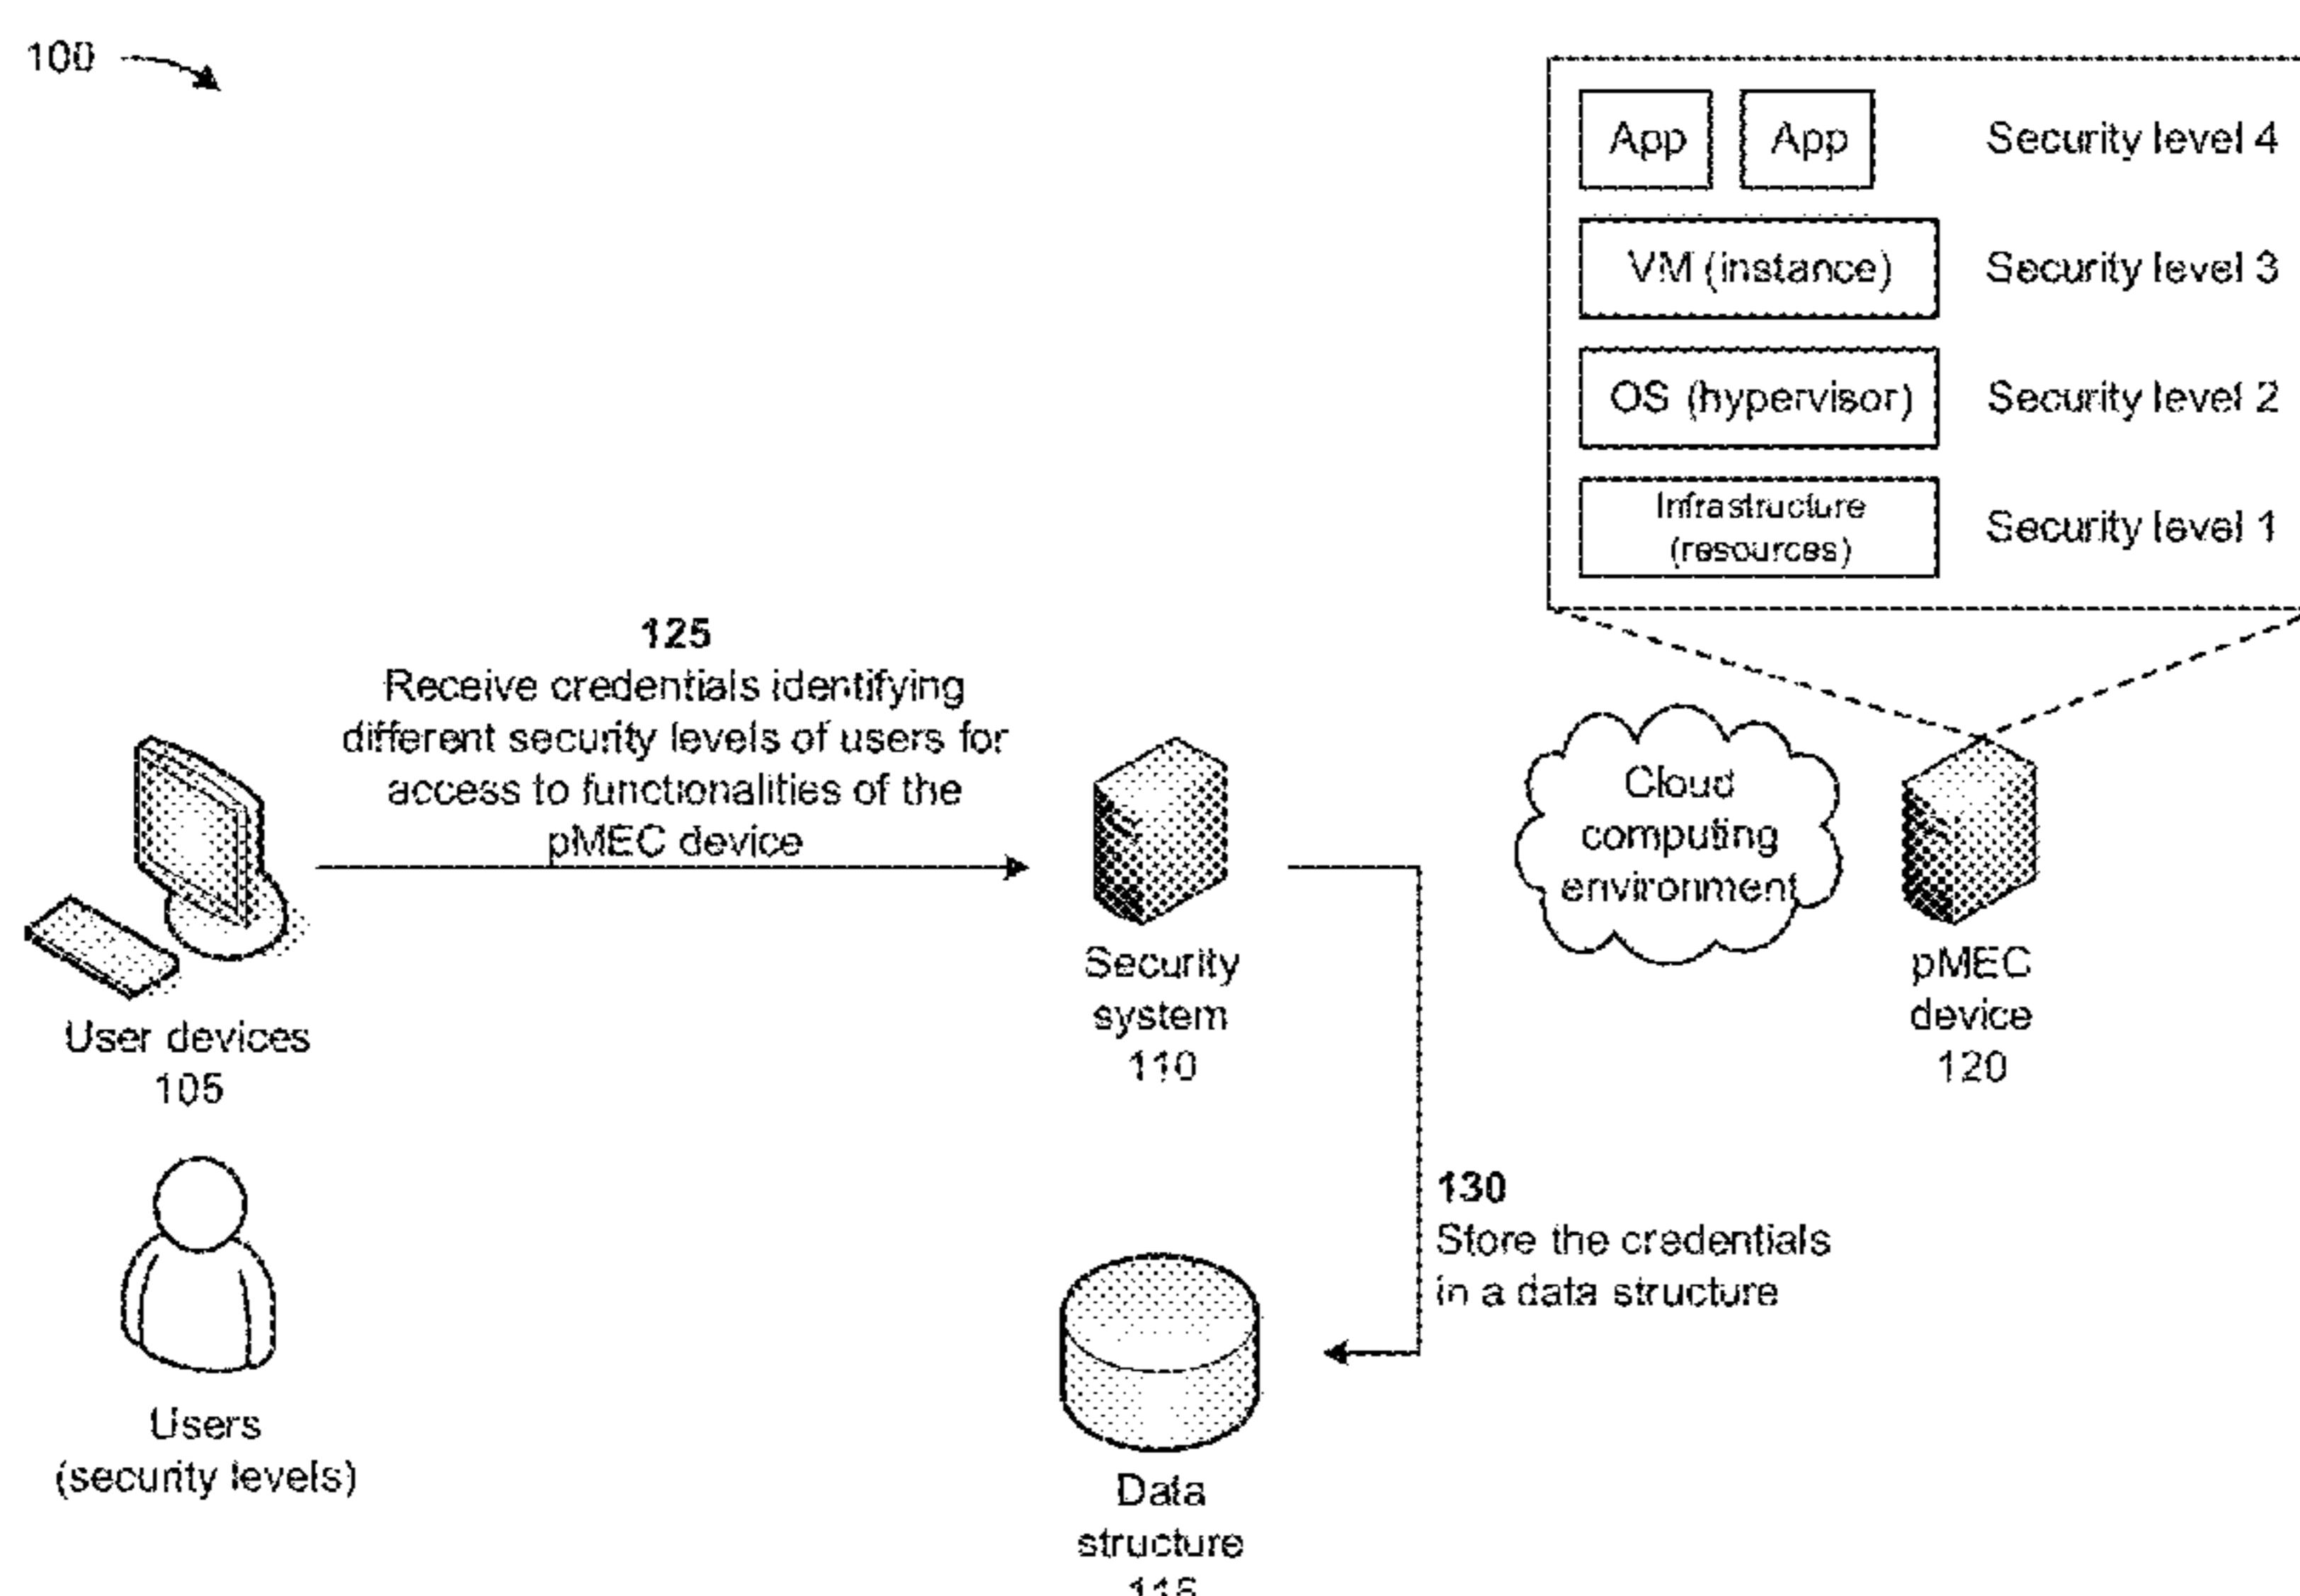 100
App
App
Security level 4
VM (instance)
Security level 3
OS (hypervisor)
Security level 2
Infrastructure
(resources)
Security level 1
125
Receive credentials identifying
different security levels of users for
access to functionalities of the
pMEC device
Cloud
computing
environment
Security
system
110
pMEC
device
120
User devices
105
130
Store the credentials
in a data structure
Users
(security levels)
Data
structure